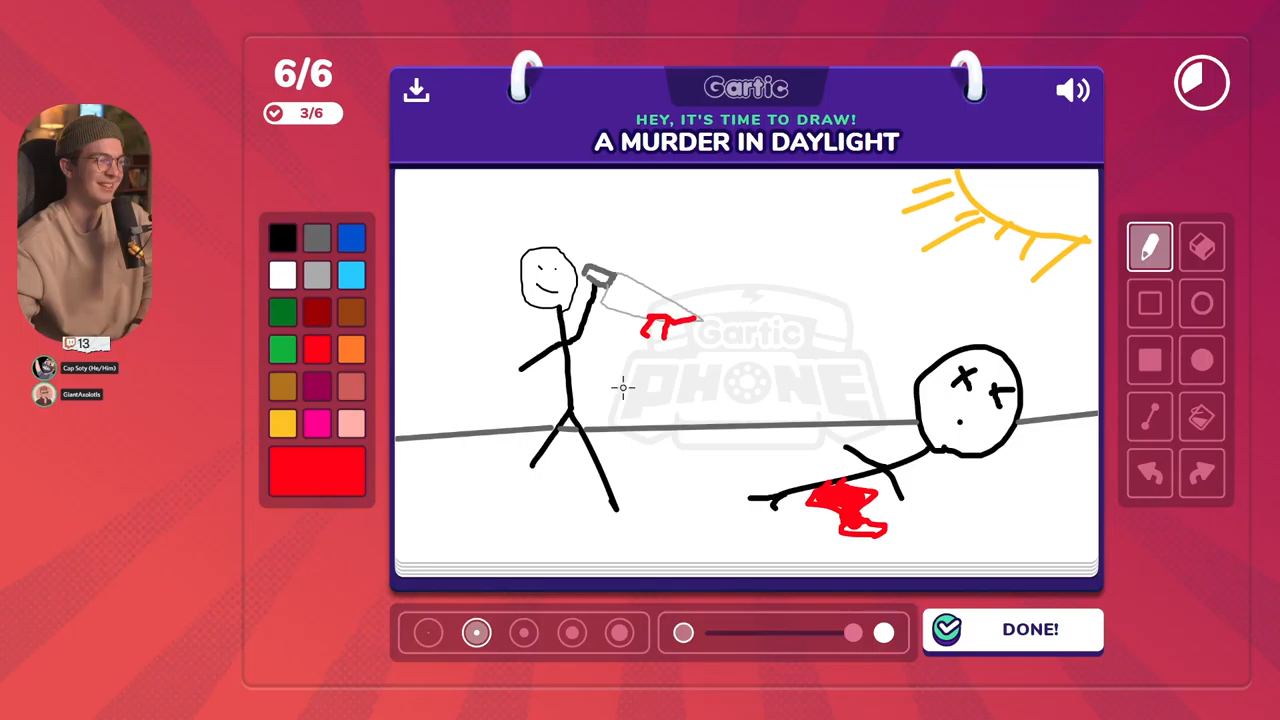 6/6
3/6
Gartic
HEY, IT'S TIME TO DRAW!
A MURDER IN DAYLIGHT
Gartic
PHONE
13
Cap Soty (He/Him)
GiantAxolotls
DONE!